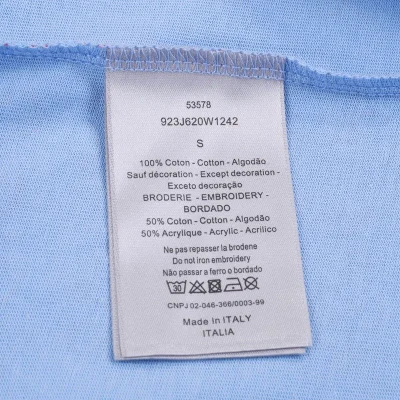 53578
923J620W1242
S
100% Coton - Cotton - Algodão
Sauf décoration - Except decoration -
Exceto decoração
BRODERIE - EMBROIDERY -
BORDADO
50% Coton - Cotton - Algodão
50% Acrylique - Acrylic - Acrilico
Ne pas repasser la brodene
Do not iron embroidery
Não passar a ferro o bordado
30
CNPJ 02-046-366/0003-99
Made in ITALY
ITALIA